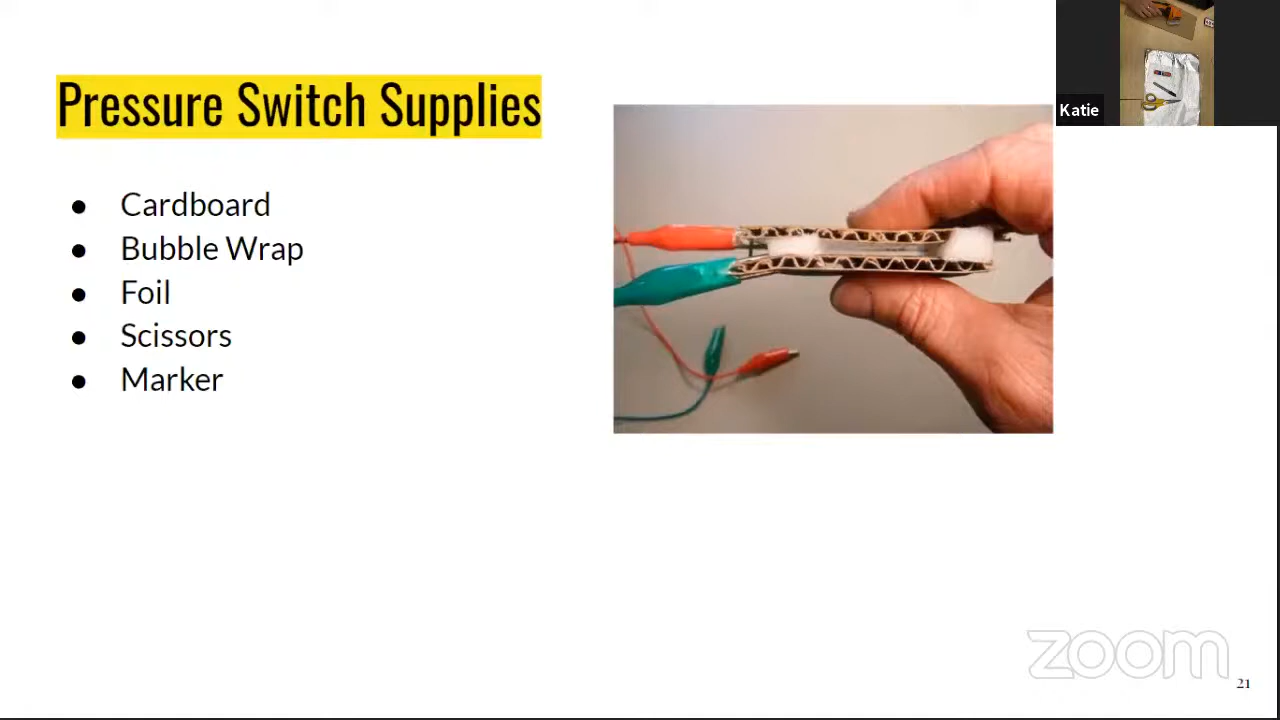 Pressure Switch Supplies
Katie
● Cardboard
● Bubble Wrap
● Foil
● Scissors
● Marker
zoom
21